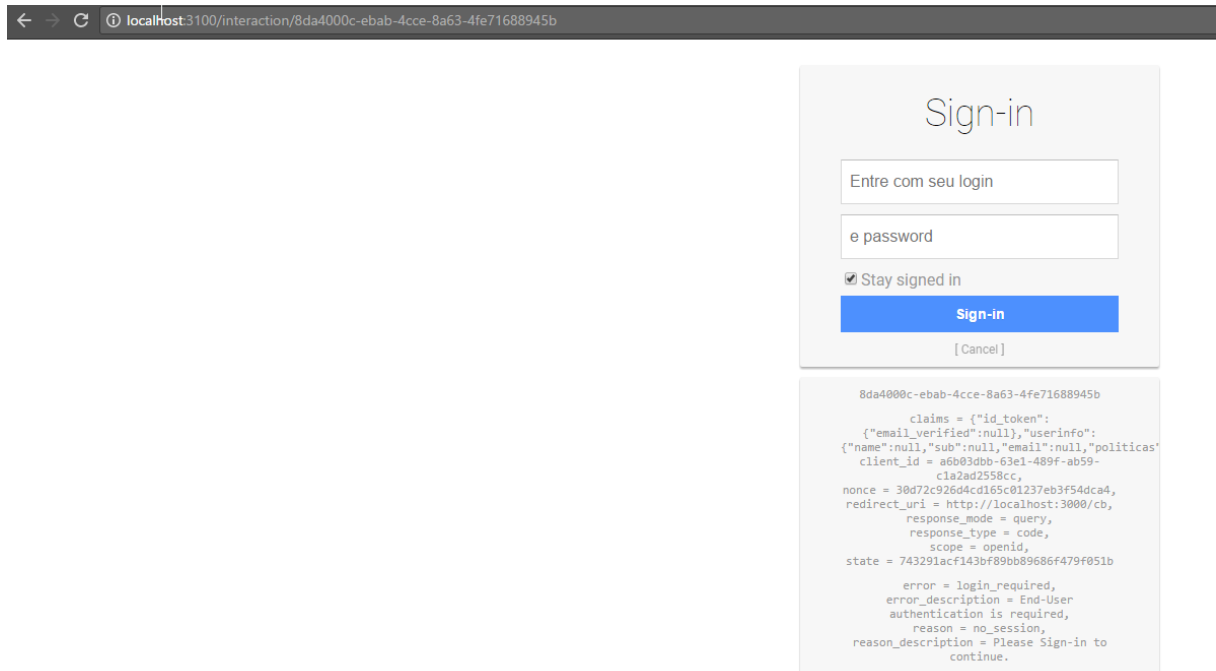 localhost:3100/interaction/8da4000c-ebab-4cce-8a63-4fe71688945b
Sign-in
Entre com seu login
e password
Stay signed in
Sign-in
[ Cancel ]
8da4000c-ebab-4cce-8a63-4fe71688945b
claims = {"id_token":
{"email_verified":null},"userinfo":
{"name":null,"sub":null,"email":null,"politicas"
client_id = a6b03dbb-63e1-489f-ab59-
c1a2ad2558cc,
nonce = 30d72c926d4cd165c01237eb3f54dca4,
redirect_uri = http://localhost:3000/cb,
response_mode = query,
response_type = code,
scope = openid,
state = 743291acf143bf89bb89686f479f051b
error = login_required,
error_description = End-User
authentication is required,
reason = no_session,
reason_description = Please Sign-in to
continue.